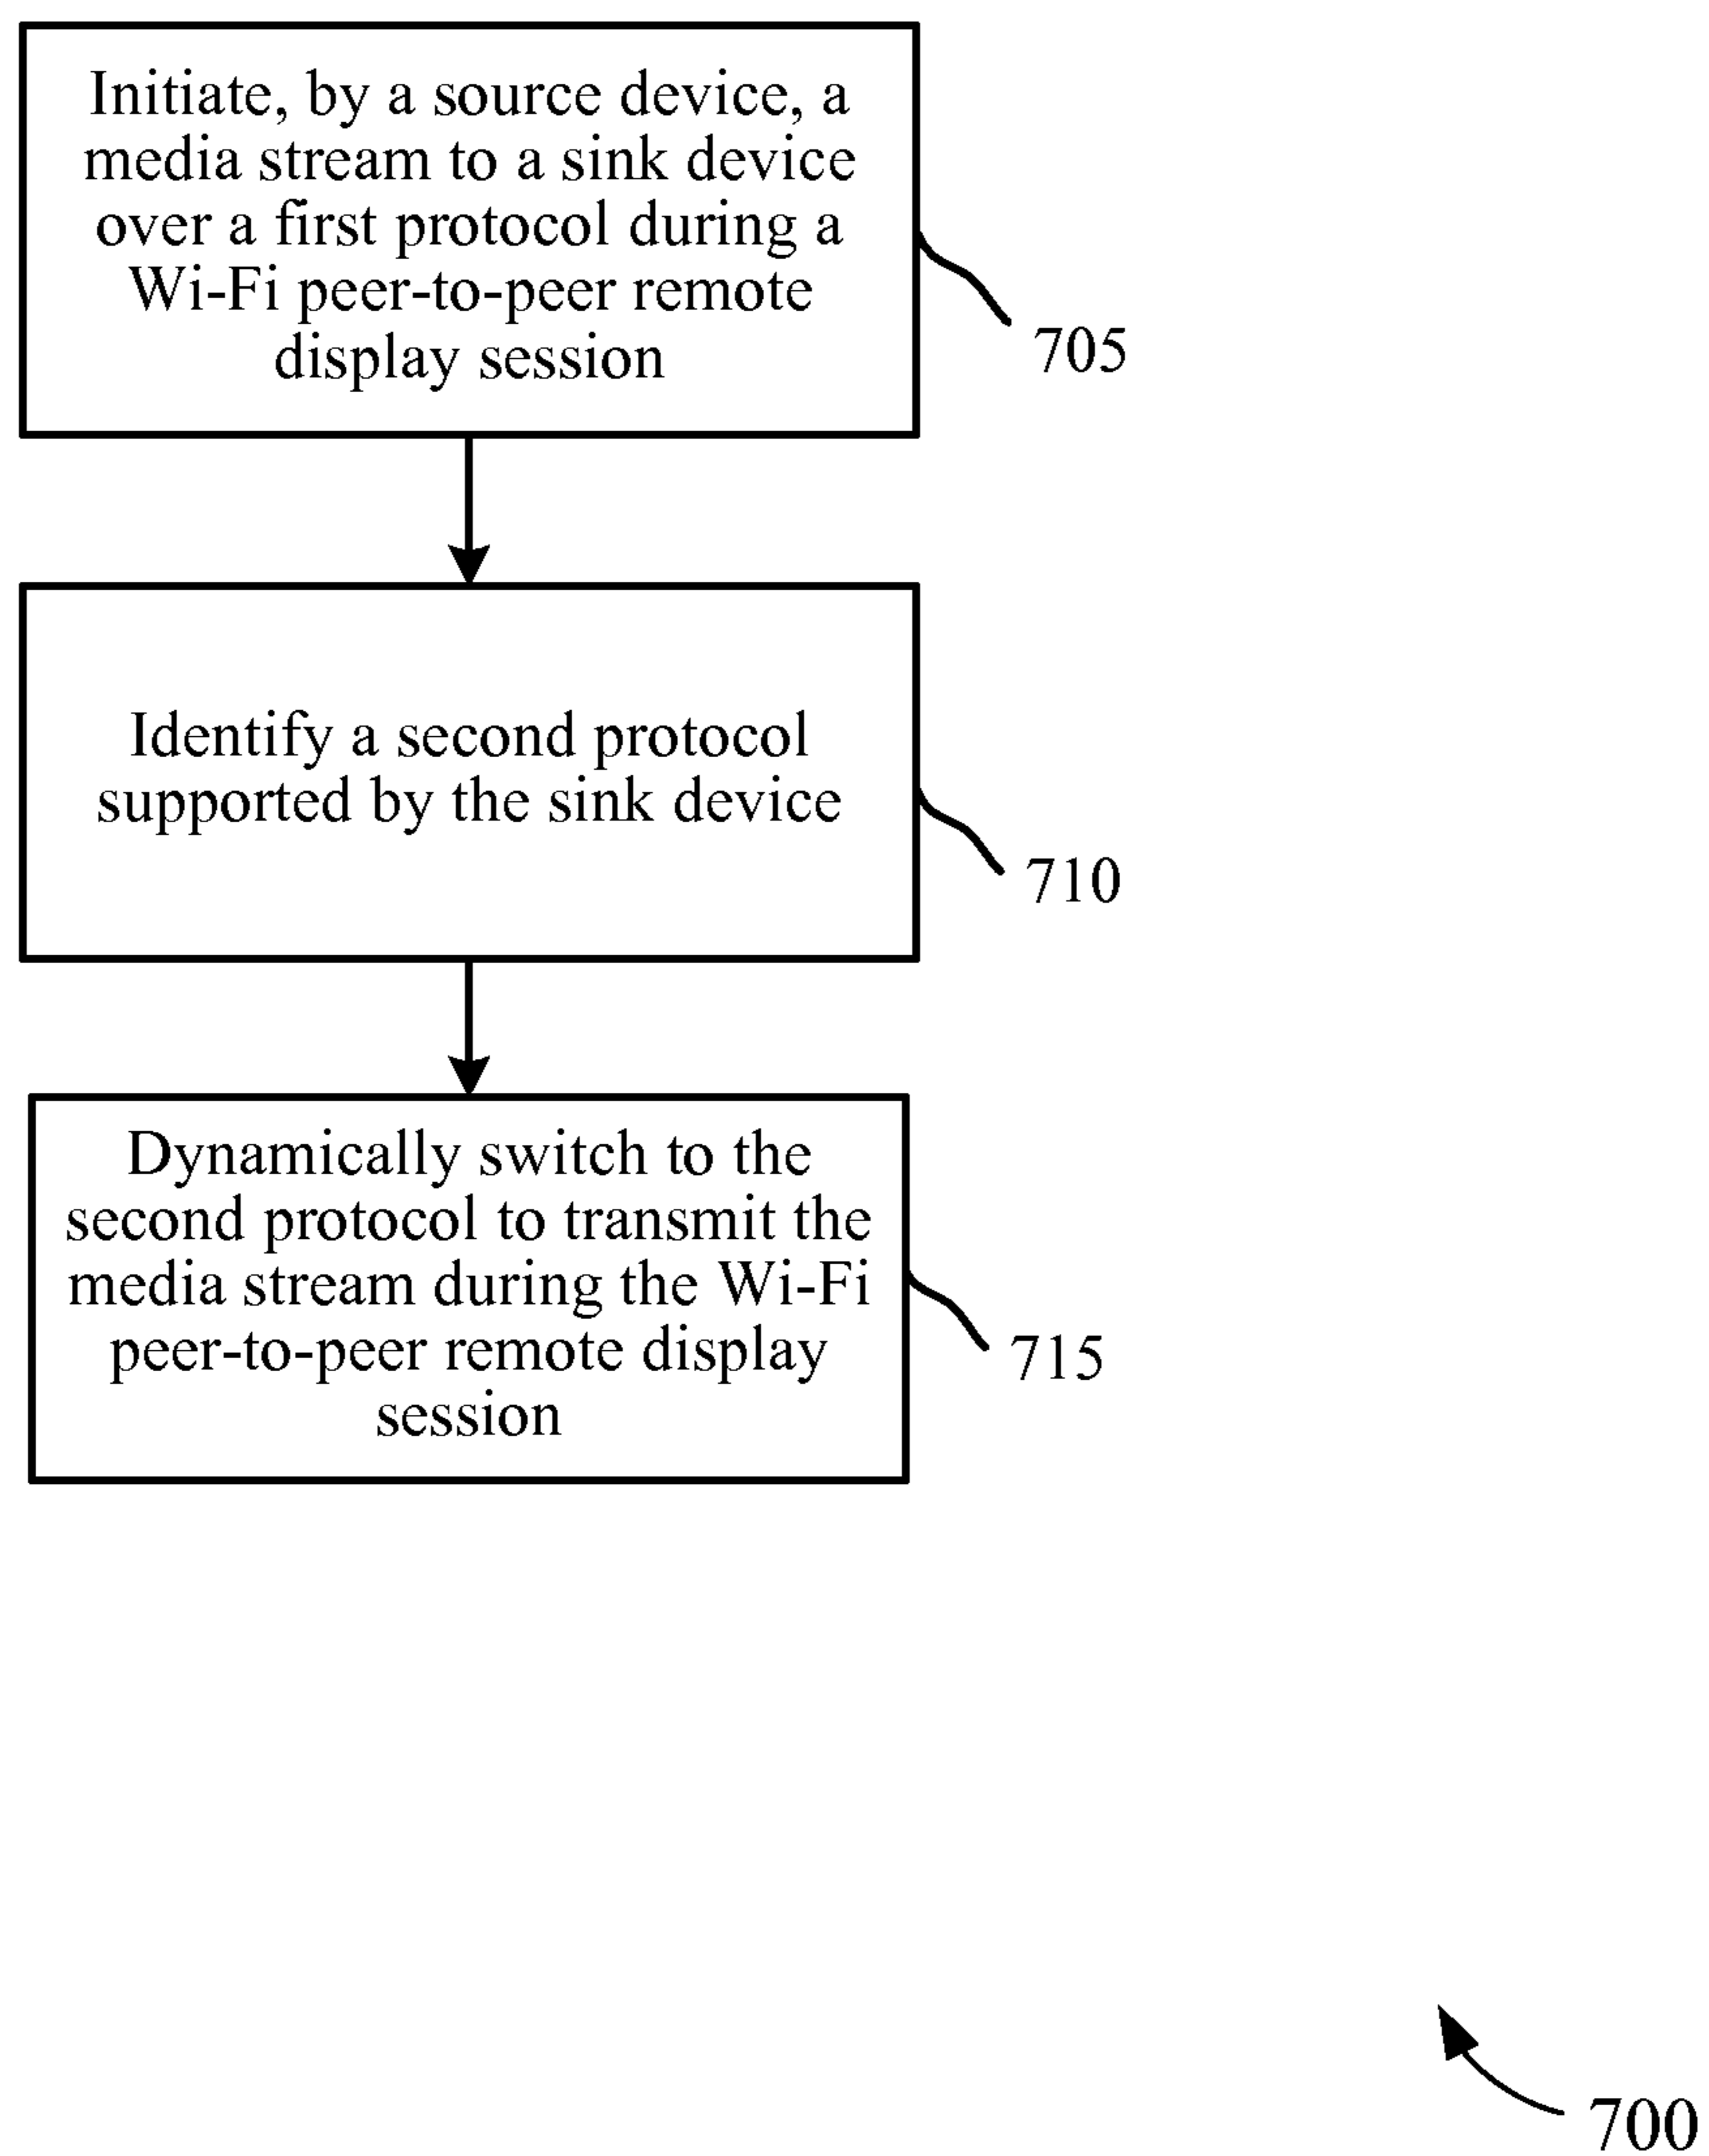 Initiate, by a source device, a
media stream to a sink device
over a first protocol during a
Wi-Fi peer-to-peer remote
display session
705
Identify a second protocol
supported by the sink device
710
Dynamically switch to the
second protocol to transmit the
media stream during the Wi-Fi
peer-to-peer remote display
session
715
700